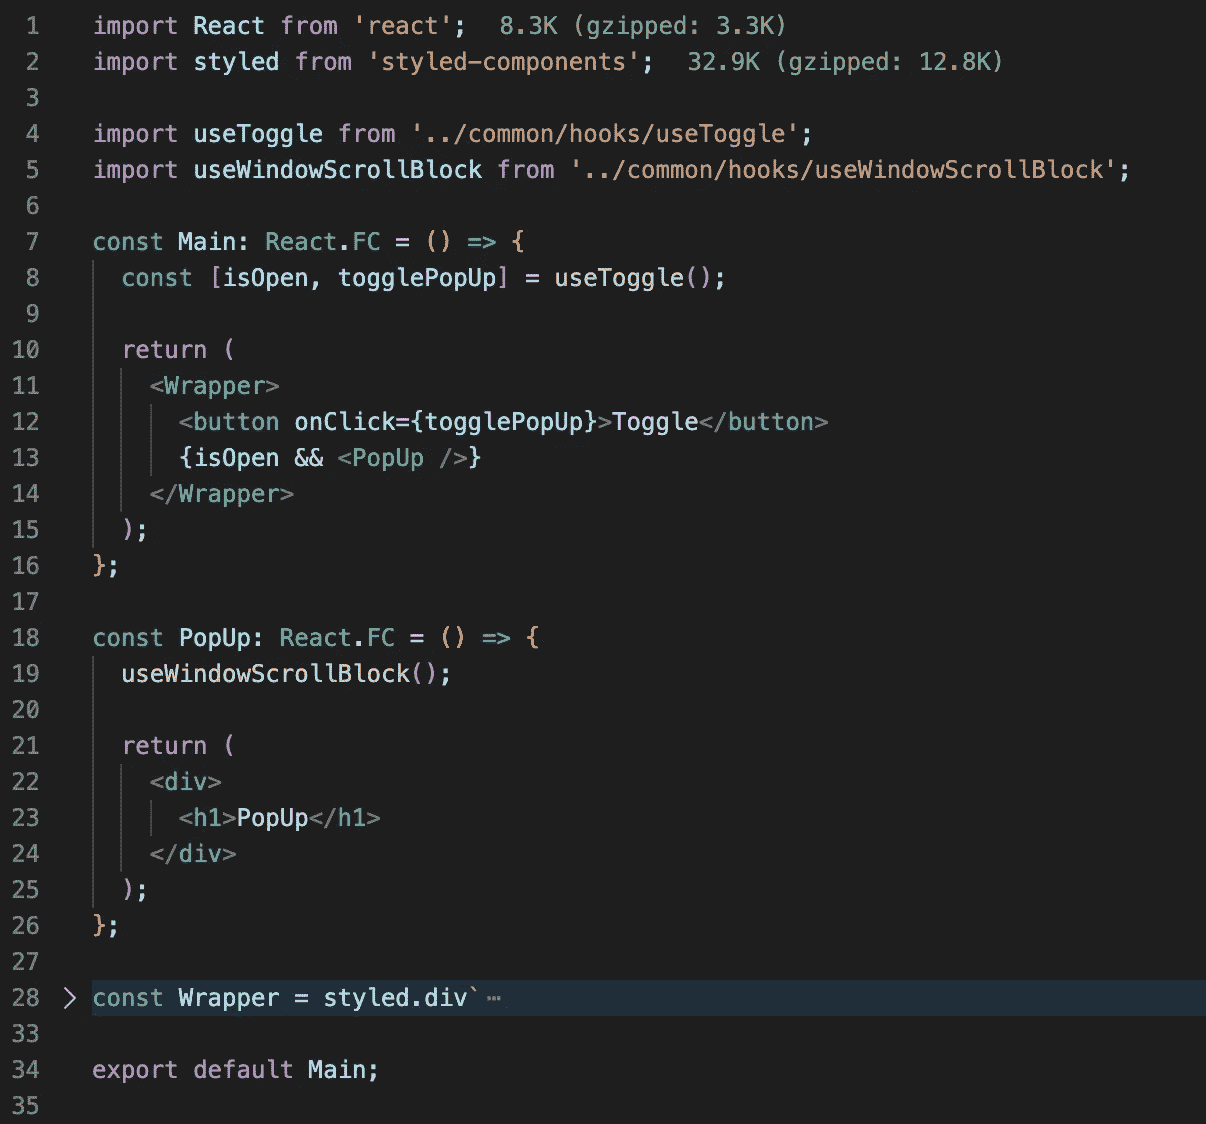 1 import React from 'react'; 8.3K (gzipped: 3.3K)
2 import styled from 'styled-components'; 32.9K (gzipped: 12.8K)
3
4 import useToggle from '../common/hooks/useToggle';
5 import useWindowScrollBlock from '../common/hooks/useWindowScrollBlock';
6
7 const Main: React.FC = () => {
8   const [isOpen, togglePopUp] = useToggle();
9
10   return (
11     <Wrapper>
12       <button onClick={togglePopUp}>Toggle</button>
13       {isOpen && <PopUp />}
14     </Wrapper>
15   );
16 };
17
18 const PopUp: React.FC = () => {
19   useWindowScrollBlock();
20
21   return (
22     <div>
23       <h1>PopUp</h1>
24     </div>
25   );
26 };
27
28 > const Wrapper = styled.div` ⋯
33
34 export default Main;
35